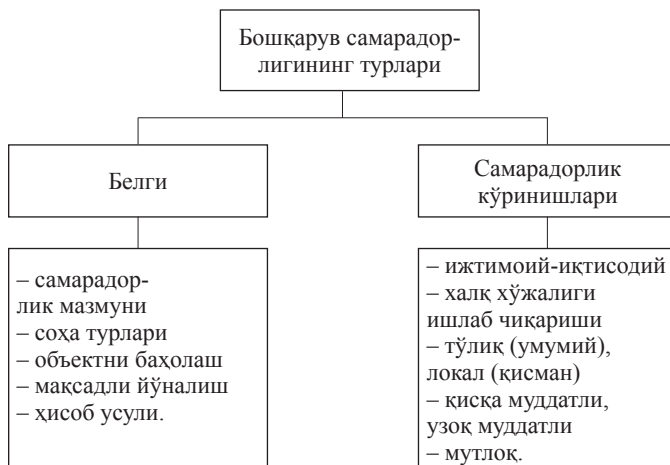 Бошқарув самарадор-
лигининг турлари
Белги
– самарадор-
лик мазмуни
– соҳа турлари
– объектни баҳолаш
– мақсадли йўналиш
– ҳисоб усули.
Самарадорлик
кўринишлари
– ижтимоий-иқтисодий
– халқ хўжалиги
ишлаб чиқариши
– тўлиқ (умумий),
локал (қисман)
– қисқа муддатли,
узоқ муддатли
– мутлоқ.